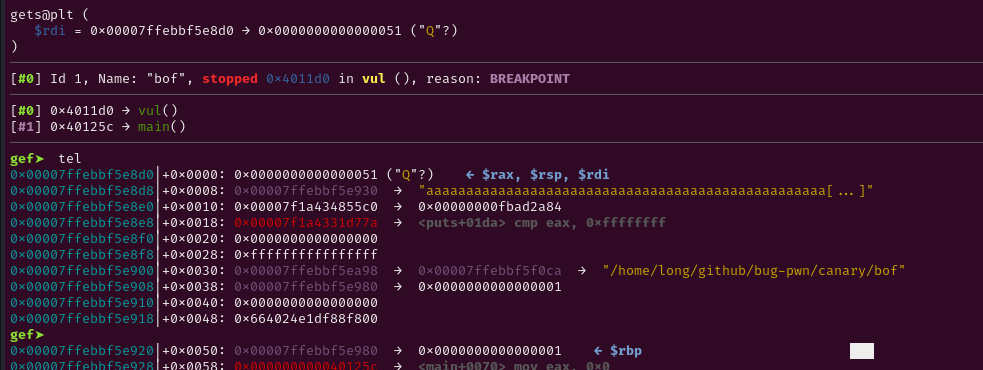 gets@plt (
$rdi = 0×00007ffebbf5e8d0 → 0×0000000000000051 ("Q"?)
)
[#0] Id 1, Name: "bof", stopped 0×4011d0 in vul (), reason: BREAKPOINT
[#0] 0×4011d0 → vul()
[#1] 0×40125c → main()
gef➤ tel
0×00007ffebbf5e8d0│+0×0000: 0×0000000000000051 ("Q"?) ← $rax, $rsp, $rdi
0×00007ffebbf5e8d8│+0×0008: 0×00007ffebbf5e930 → "aaaaaaaaaaaaaaaaaaaaaaaaaaaaaaaaaaaaaaaaaaaaaaaaa[...]"
0×00007ffebbf5e8e0│+0×0010: 0×00007f1a434855c0 → 0×00000000fbad2a84
0×00007ffebbf5e8e8│+0×0018: 0×00007f1a4331d77a → <puts+01da> cmp eax, 0×ffffffff
0×00007ffebbf5e8f0│+0×0020: 0×0000000000000000
0×00007ffebbf5e8f8│+0×0028: 0×ffffffffffffffff
0×00007ffebbf5e900│+0×0030: 0×00007ffebbf5ea98 → 0×00007ffebbf5f0ca → "/home/long/github/bug-pwn/canary/bof"
0×00007ffebbf5e908│+0×0038: 0×00007ffebbf5e980 → 0×0000000000000001
0×00007ffebbf5e910│+0×0040: 0×0000000000000000
0×00007ffebbf5e918│+0×0048: 0×664024e1df88f800
gef➤
0×00007ffebbf5e920│+0×0050: 0×00007ffebbf5e980 → 0×0000000000000001 ← $rbp
0×00007ffebbf5e928│+0×0058: 0×000000000040125c → <main+0070> mov eax, 0×0